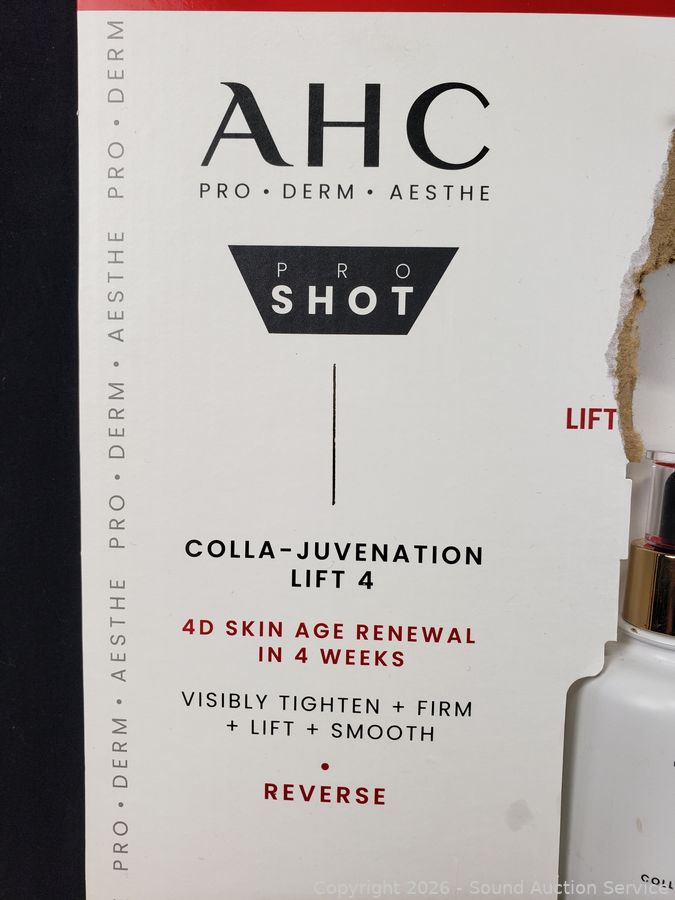 AHC
PRO • DERM • AESTHE
PRO
SHOT
LIFT
COLLA-JUVENATION
LIFT 4
4D SKIN AGE RENEWAL
IN 4 WEEKS
VISIBLY TIGHTEN + FIRM
+ LIFT + SMOOTH
•
REVERSE
PRO • DERM • AESTHE PRO • DERM • AESTHE PRO • DERM
COLL
Copyright 2026 - Sound Auction Service